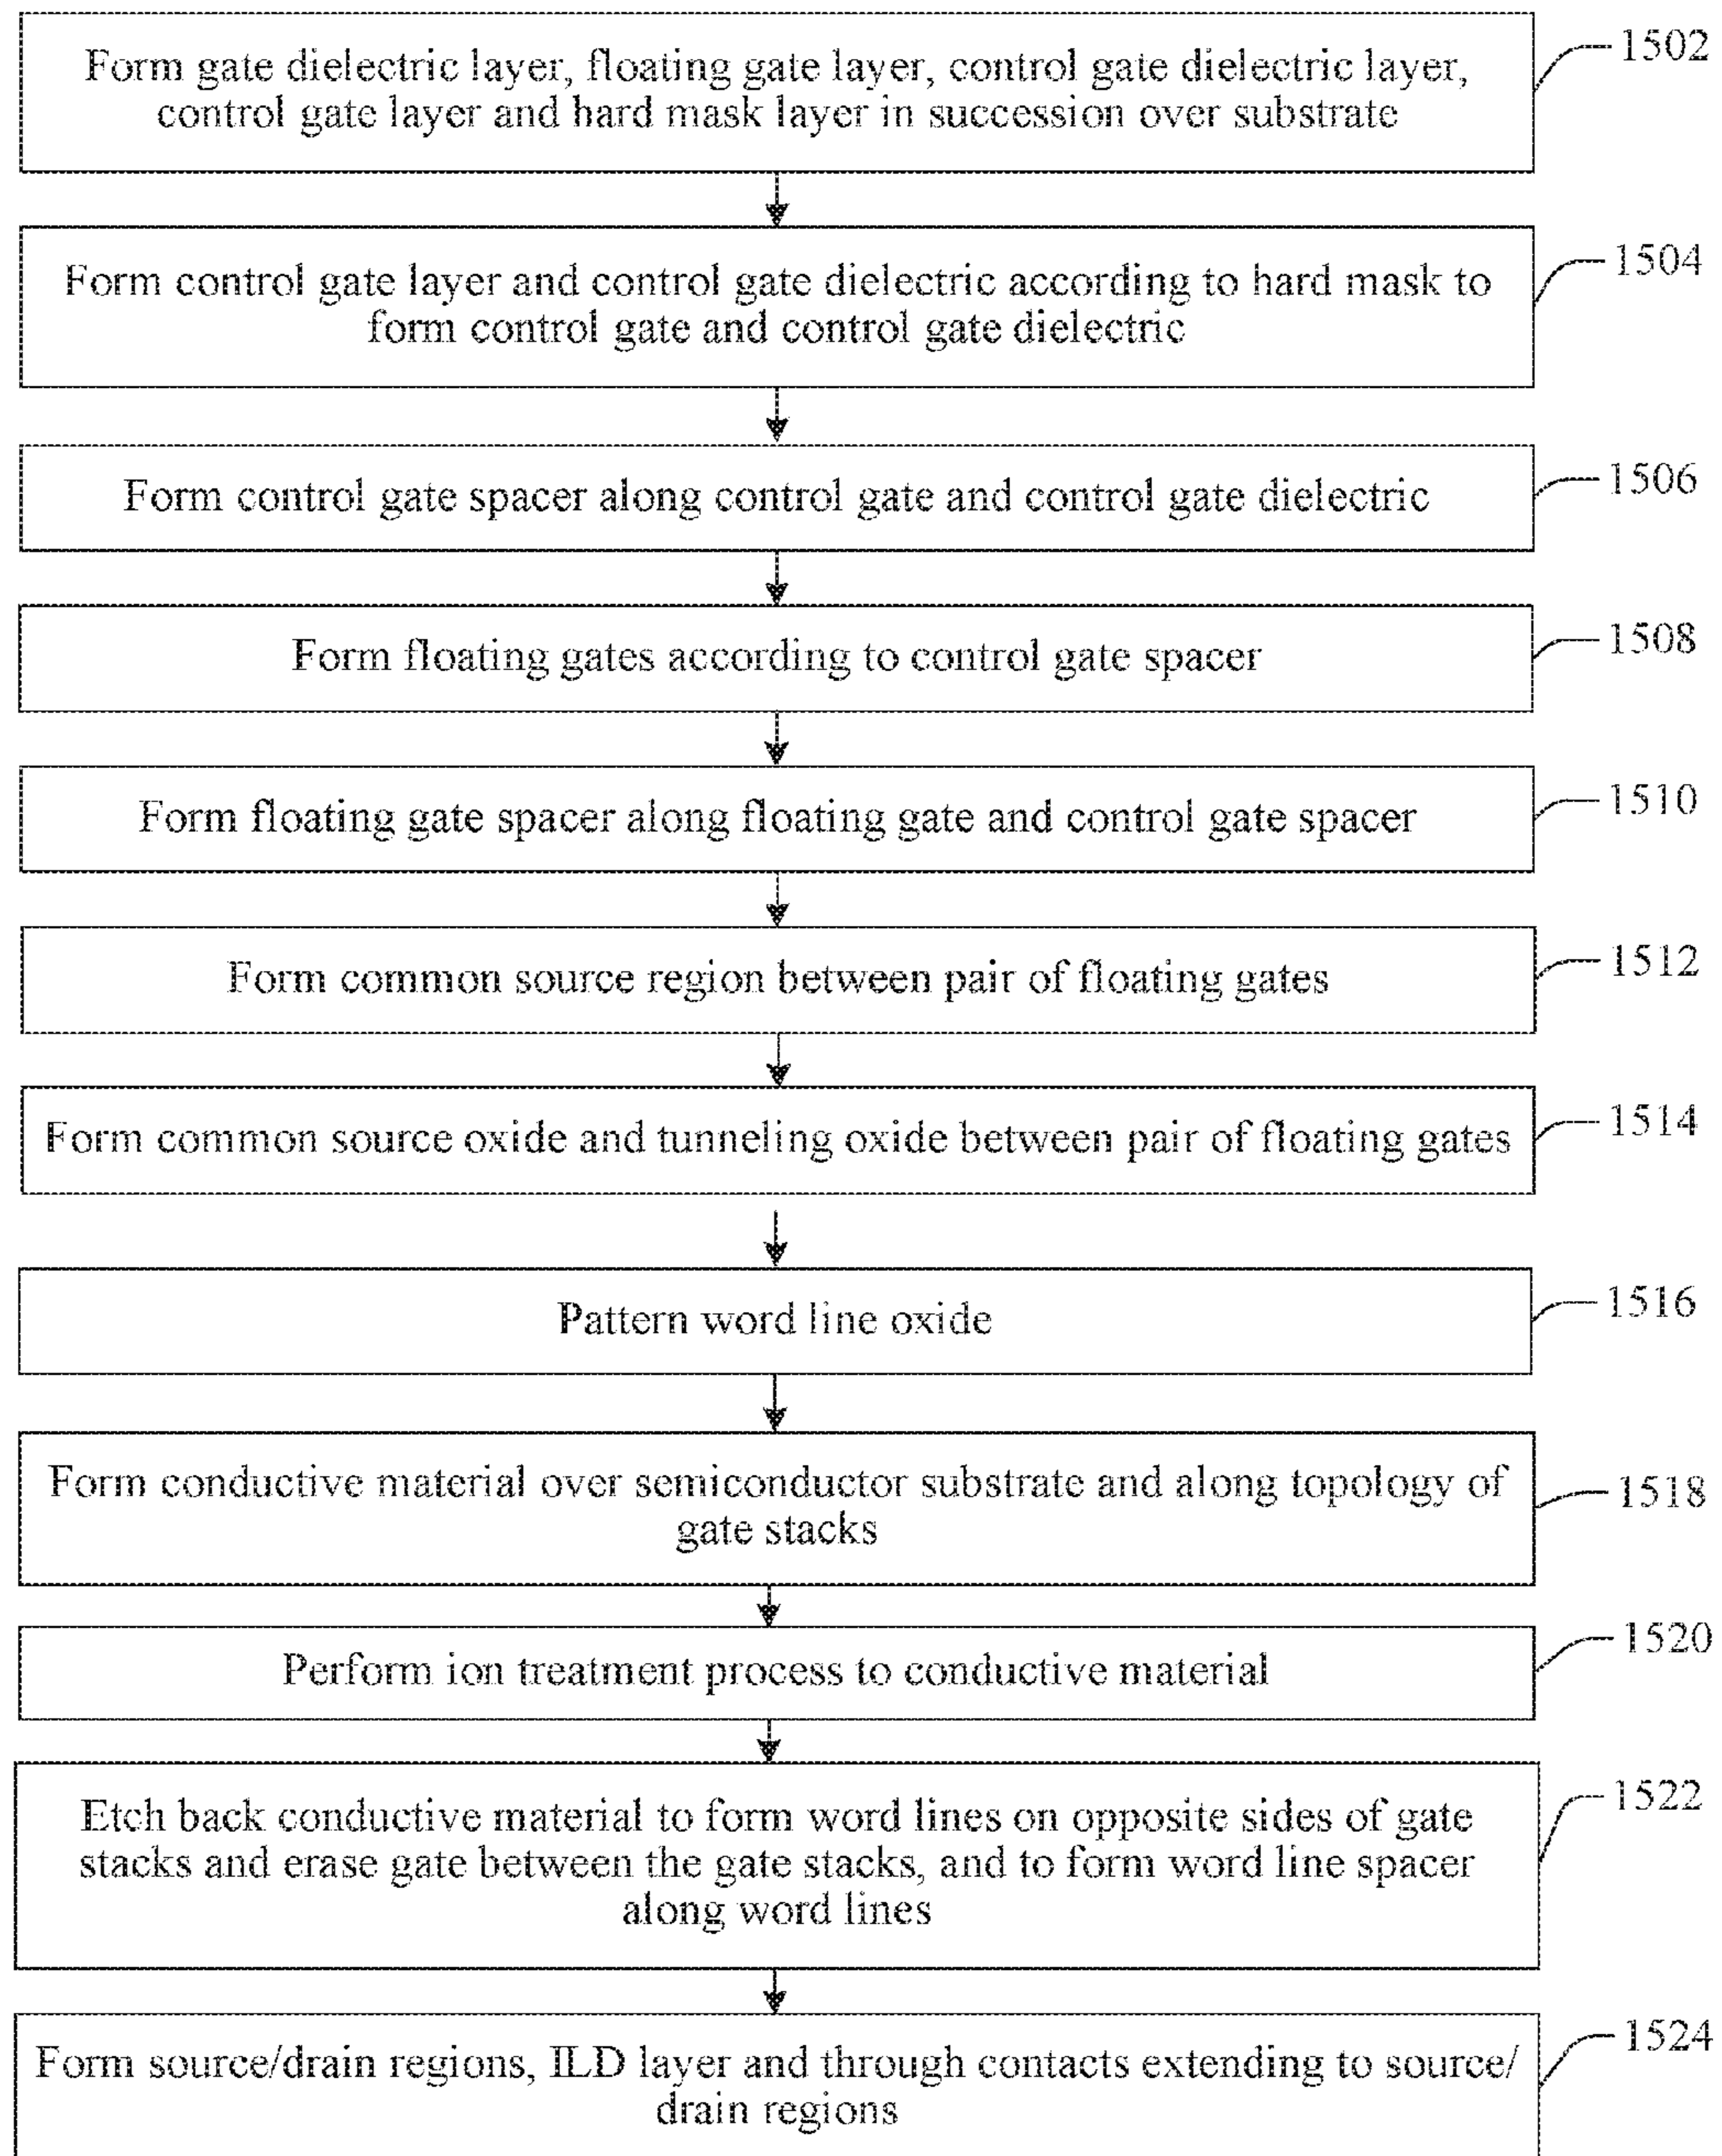 Form gate dielectric layer, floating gate layer, control gate dielectric layer,
control gate layer and hard mask layer in succession over substrate
1502
Form control gate layer and control gate dielectric according to hard mask to
form control gate and control gate dielectric
1504
Form control gate spacer along control gate and control gate dielectric
1506
Form floating gates according to control gate spacer
1508
Form floating gate spacer along floating gate and control gate spacer
1510
Form common source region between pair of floating gates
1512
Form common source oxide and tunneling oxide between pair of floating gates
1514
Pattern word line oxide
1516
Form conductive material over semiconductor substrate and along topology of
gate stacks
1518
Perform ion treatment process to conductive material
1520
Etch back conductive material to form word lines on opposite sides of gate
stacks and erase gate between the gate stacks, and to form word line spacer
along word lines
1522
Form source/drain regions, ILD layer and through contacts extending to source/
drain regions
1524